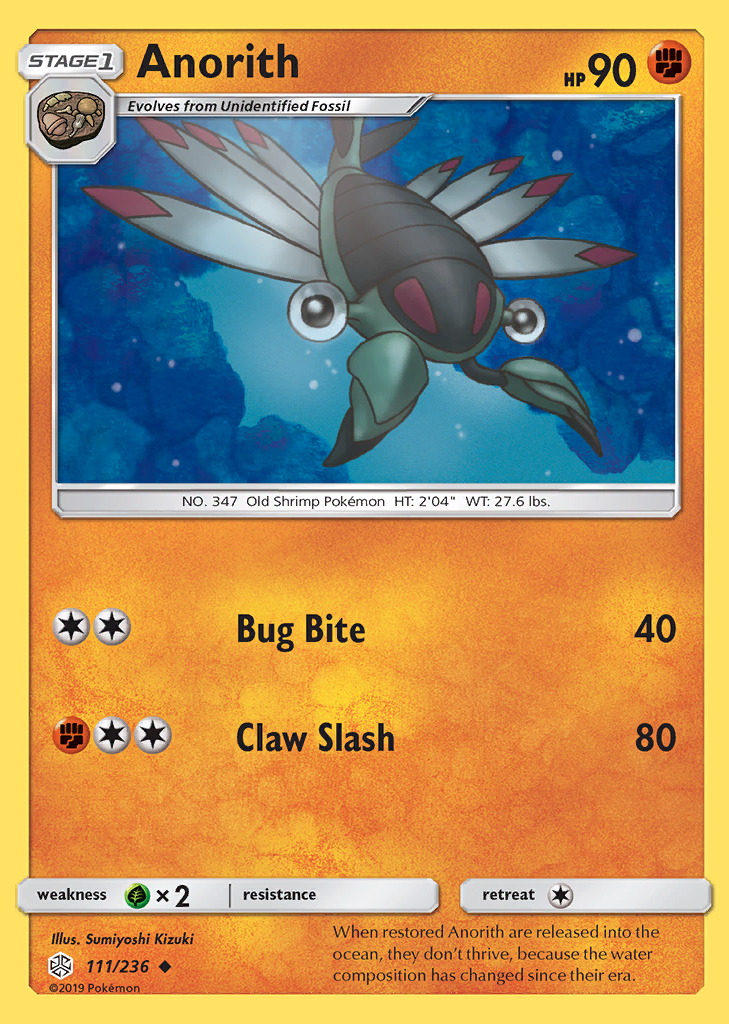 STAGE1
Anorith
HP90
Evolves from Unidentified Fossil
NO. 347 Old Shrimp Pokémon HT: 2'04" WT: 27.6 lbs.
Bug Bite 40
Claw Slash 80
weakness ×2 resistance retreat
Illus. Sumiyoshi Kizuki
111/236
©2019 Pokémon
When restored Anorith are released into the
ocean, they don't thrive, because the water
composition has changed since their era.